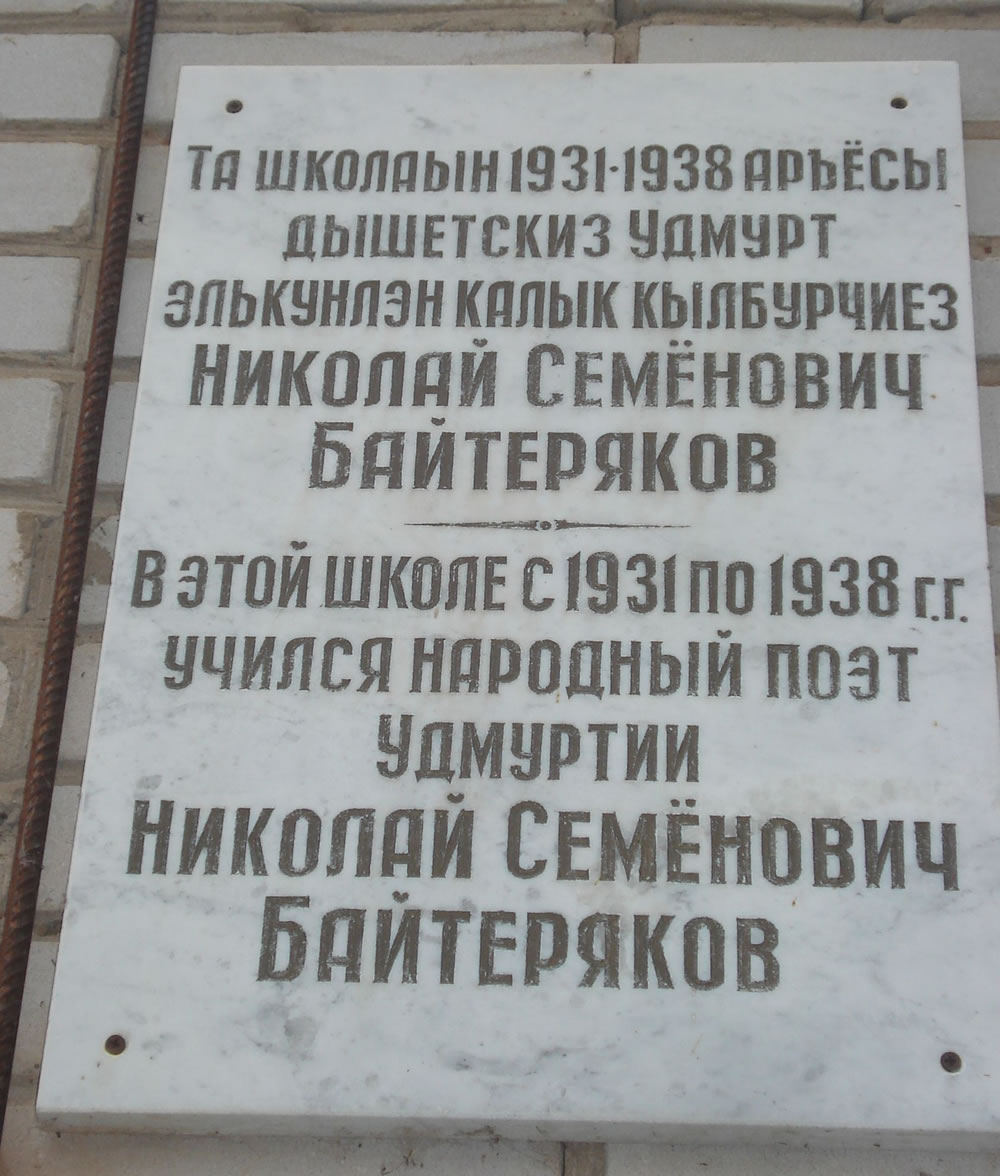 ТА ШКОЛАЫН 1931-1938 АРЪЁСЫ
ДЫШЕТСКИЗ УДМУРТ
ЭЛЬКУНЛЭН КАЛЫК КЫЛБУРЧИЕЗ
НИКОЛАЙ СЕМЁНОВИЧ
БАЙТЕРЯКОВ
В ЭТОЙ ШКОЛЕ С 1931 ПО 1938 Г.Г.
УЧИЛСЯ НАРОДНЫЙ ПОЭТ
УДМУРТИИ
НИКОЛАЙ СЕМЁНОВИЧ
БАЙТЕРЯКОВ